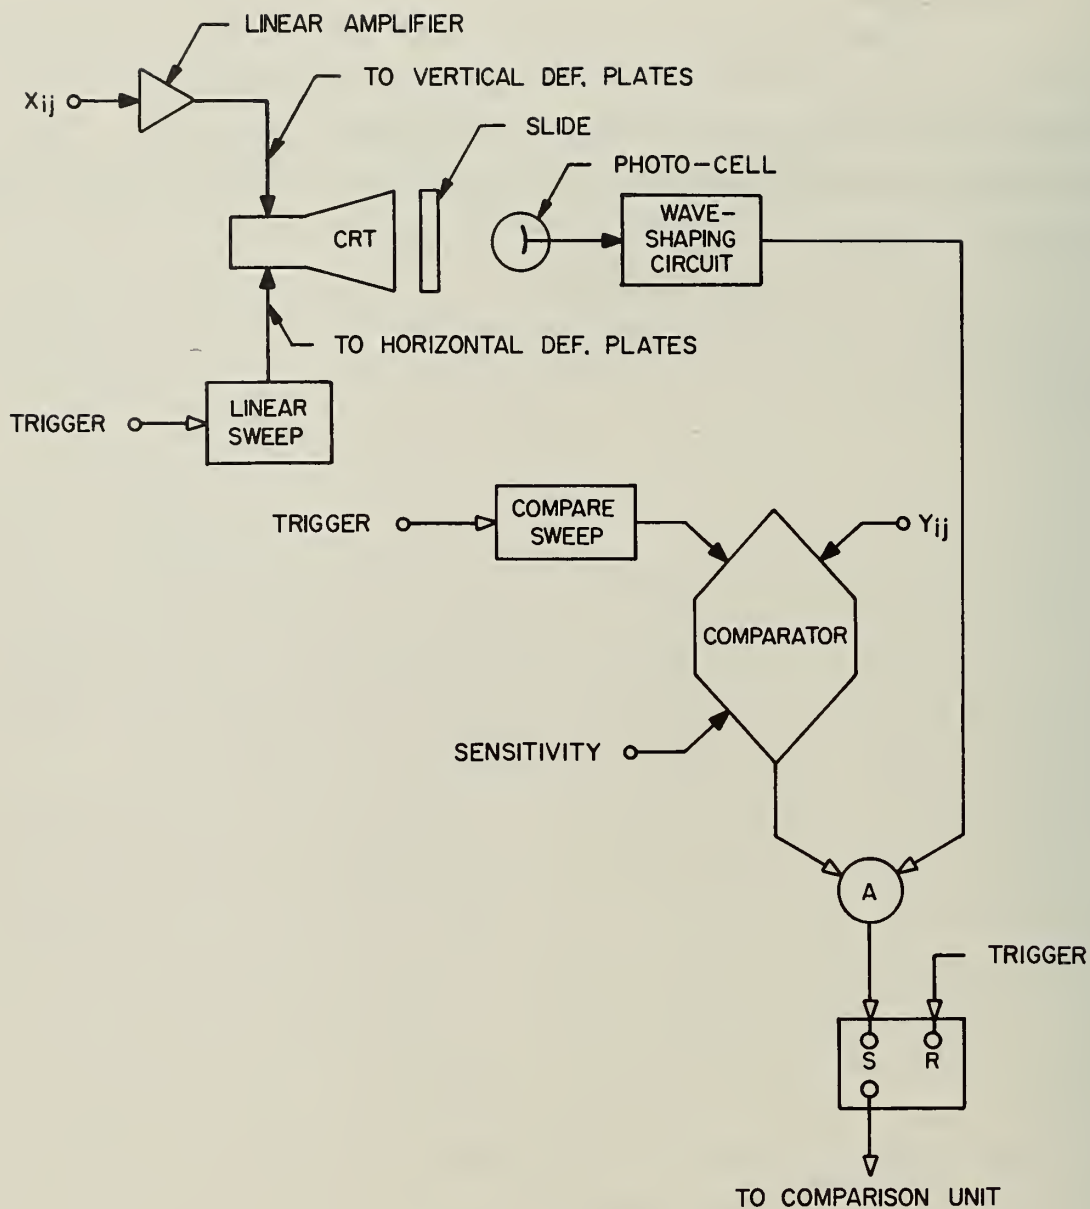 LINEAR AMPLIFIER
TO VERTICAL DEF. PLATES
Xij
SLIDE
PHOTO-CELL
WAVE-
SHAPING
CIRCUIT
CRT
TO HORIZONTAL DEF. PLATES
TRIGGER
LINEAR
SWEEP
TRIGGER
COMPARE
SWEEP
Yij
COMPARATOR
SENSITIVITY
A
TRIGGER
S
R
TO COMPARISON UNIT